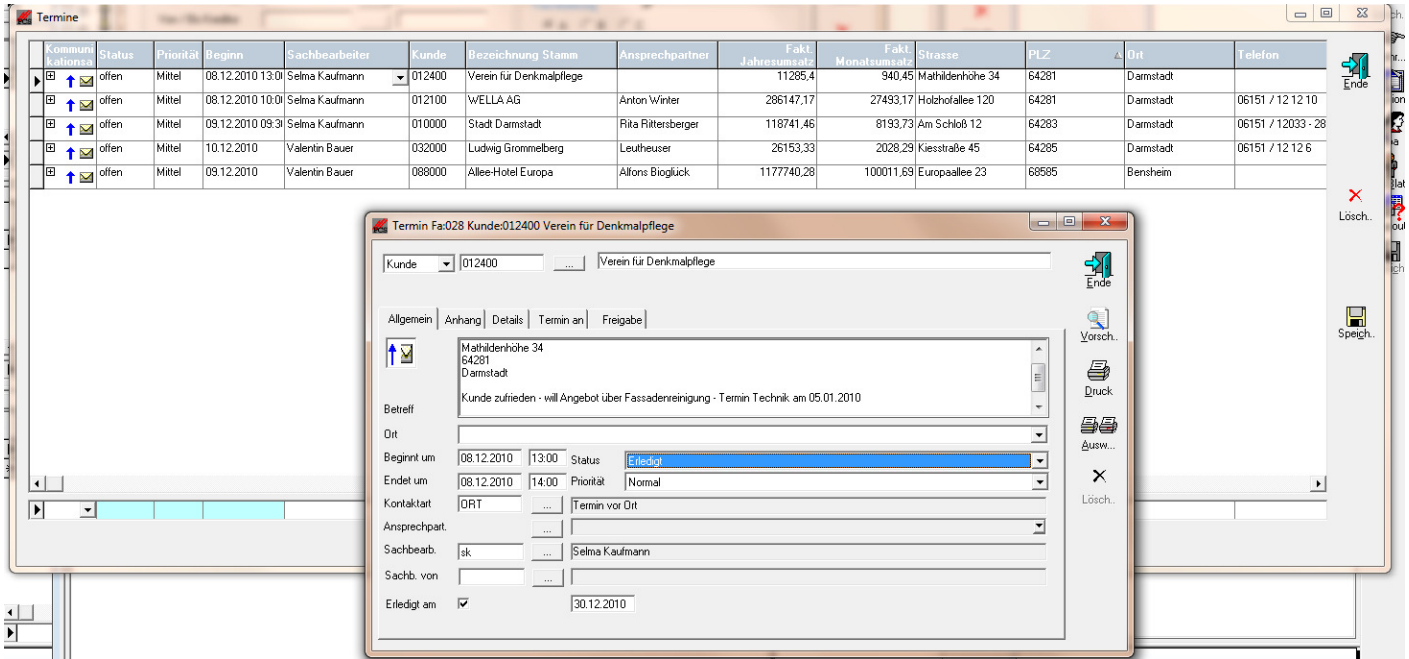 Termine
Kommuni kationsa Status Priorität Beginn Sachbearbeiter Kunde Bezeichnung Stamm Ansprechpartner Fakt. Jahresumsatz Fakt. Monatsumsatz Strasse PLZ Ort Telefon
offen Mittel 08.12.2010 13:0 Selma Kaufmann 012400 Verein für Denkmalpflege 11285,4 940,45 Mathildenhöhe 34 64281 Darmstadt
offen Mittel 08.12.2010 10:0 Selma Kaufmann 012100 WELLA AG Anton Winter 286147,17 27493,17 Holzhofallee 120 64281 Darmstadt 06151 / 12 12 10
offen Mittel 09.12.2010 09:3 Selma Kaufmann 010000 Stadt Darmstadt Rita Rittersberger 118741,46 8193,73 Am Schloß 12 64283 Darmstadt 06151 / 12033 - 28
offen Mittel 10.12.2010 Valentin Bauer 032000 Ludwig Grommelberg Leutheuser 26153,33 2028,29 Kiesstraße 45 64285 Darmstadt 06151 / 12 12 6
offen Mittel 09.12.2010 Valentin Bauer 088000 Allee-Hotel Europa Alfons Bioglück 1177740,28 100011,69 Europaallee 23 68585 Bensheim
Ende
Lösch..
Speich..
Termin Fa:028 Kunde:012400 Verein für Denkmalpflege
Kunde 012400 ... Verein für Denkmalpflege
Ende
Allgemein Anhang Details Termin an Freigabe
Vorsch..
Mathildenhöhe 34
64281
Darmstadt
Kunde zufrieden - will Angebot über Fassadenreinigung - Termin Technik am 05.01.2010
Druck
Betreff
Ort
Ausw...
Beginnt um 08.12.2010 13:00 Status Erledigt
Endet um 08.12.2010 14:00 Priorität Normal
Lösch..
Kontaktart ORT ... Termin vor Ort
Ansprechpart. ...
Sachbearb. sk ... Selma Kaufmann
Sachb. von ...
Erledigt am 30.12.2010